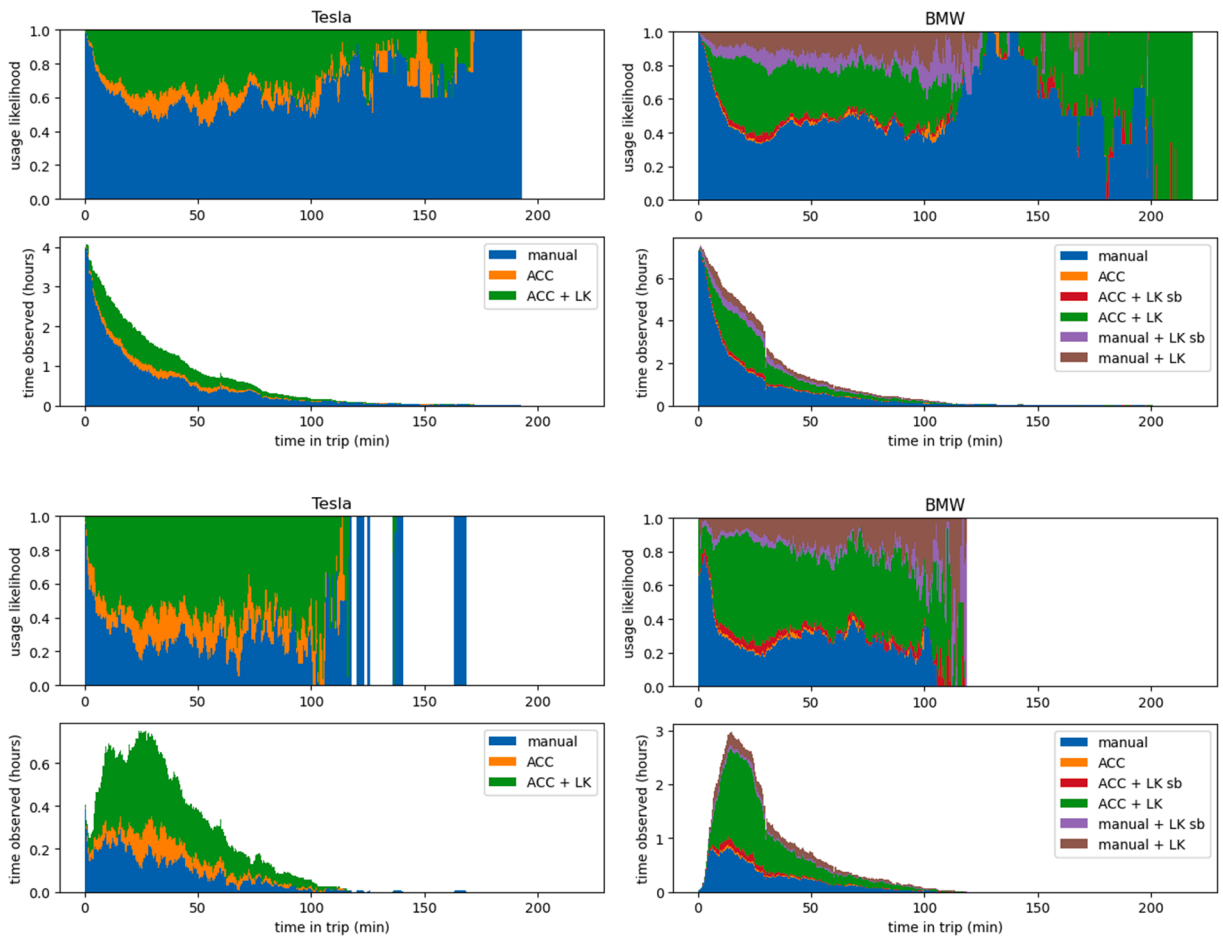 Tesla
usage likelihood
1.0
0.8
0.6
0.4
0.2
0.0
0 50 100 150 200
BMW
usage likelihood
1.0
0.8
0.6
0.4
0.2
0.0
0 50 100 150 200
time observed (hours)
4
3
2
1
0
manual
ACC
ACC + LK
0 50 100 150 200
time in trip (min)
time observed (hours)
6
4
2
0
manual
ACC
ACC + LK sb
ACC + LK
manual + LK sb
manual + LK
0 50 100 150 200
time in trip (min)
Tesla
usage likelihood
1.0
0.8
0.6
0.4
0.2
0.0
0 50 100 150 200
BMW
usage likelihood
1.0
0.8
0.6
0.4
0.2
0.0
0 50 100 150 200
time observed (hours)
0.6
0.4
0.2
0.0
manual
ACC
ACC + LK
0 50 100 150 200
time in trip (min)
time observed (hours)
3
2
1
0
manual
ACC
ACC + LK sb
ACC + LK
manual + LK sb
manual + LK
0 50 100 150 200
time in trip (min)